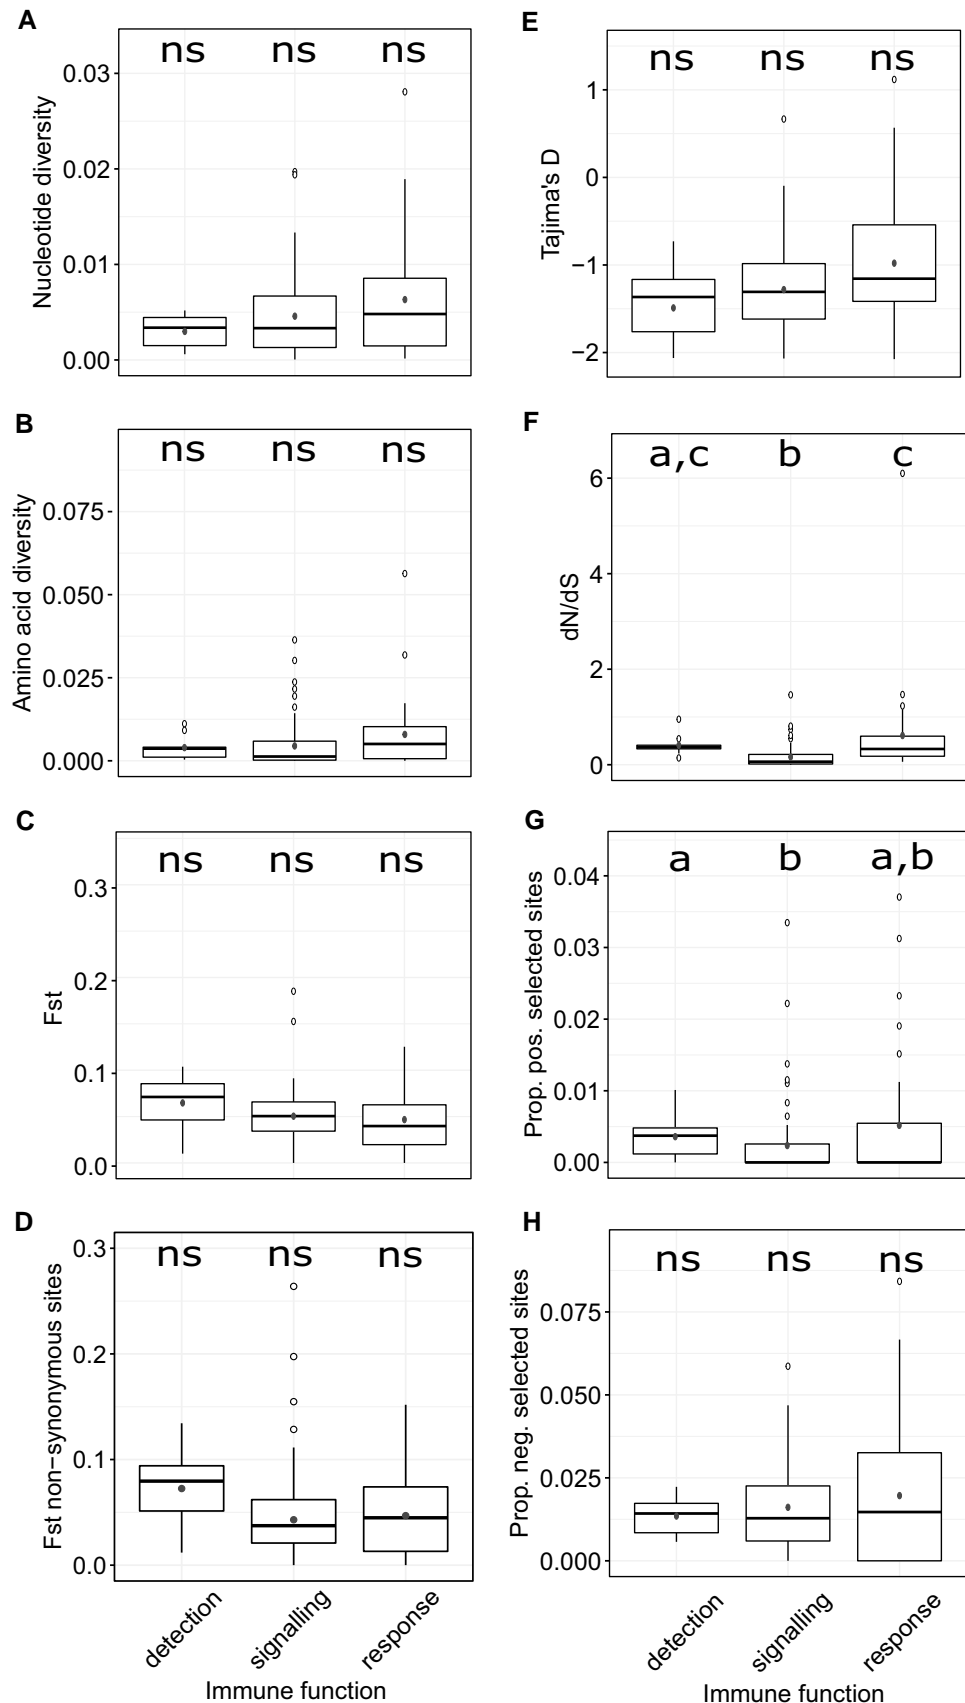 A
ns ns ns
0.03
0.02
0.01
0.00
Nucleotide diversity
B
ns ns ns
0.075
0.050
0.025
0.000
Amino acid diversity
C
ns ns ns
0.3
0.2
0.1
0.0
Fst
D
ns ns ns
0.3
0.2
0.1
0.0
Fst non−synonymous sites
detection signalling response
Immune function
E
ns ns ns
1
0
−1
−2
Tajima's D
F
a,c b c
6
4
2
0
dN/dS
G
a b a,b
0.04
0.03
0.02
0.01
0.00
Prop. pos. selected sites
H
ns ns ns
0.075
0.050
0.025
0.000
Prop. neg. selected sites
detection signalling response
Immune function